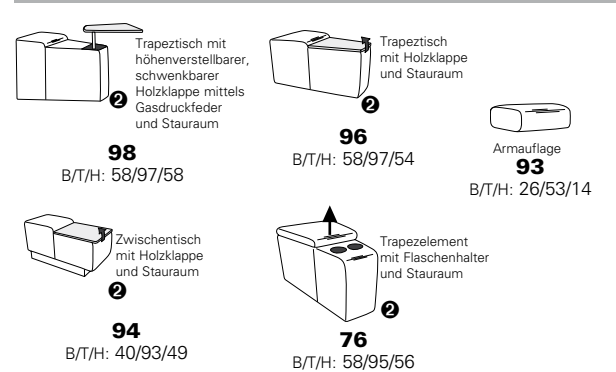 Trapeztisch mit
höhenverstellbarer,
schwenkbarer
Holzklappe mittels
Gasdruckfeder
und Stauraum
❷
98
B/T/H: 58/97/58
Trapeztisch
mit Holzklappe
und Stauraum
❷
96
B/T/H: 58/97/54
Armauflage
93
B/T/H: 26/53/14
Zwischentisch
mit Holzklappe
und Stauraum
❷
94
B/T/H: 40/93/49
Trapezelement
mit Flaschenhalter
und Stauraum
❷
76
B/T/H: 58/95/56